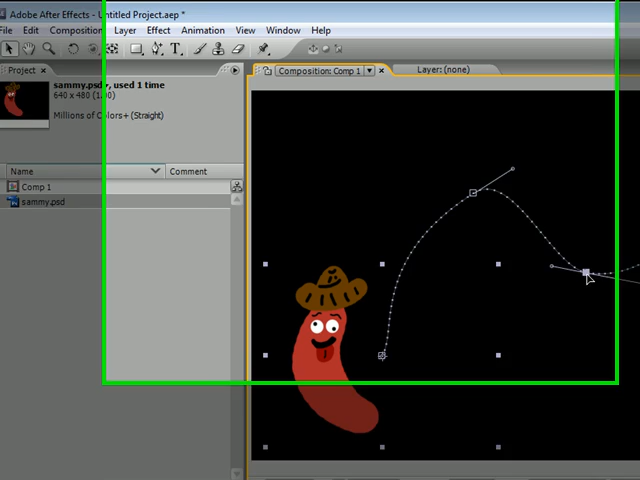 Adobe After Effects - Untitled Project.aep *
File Edit Composition Layer Effect Animation View Window Help
Project × Composition: Comp 1 × Layer: (none)
sammy.psd, used 1 time
640 x 480 (1.00)
Millions of Colors+ (Straight)
Name Comment
Comp 1
sammy.psd